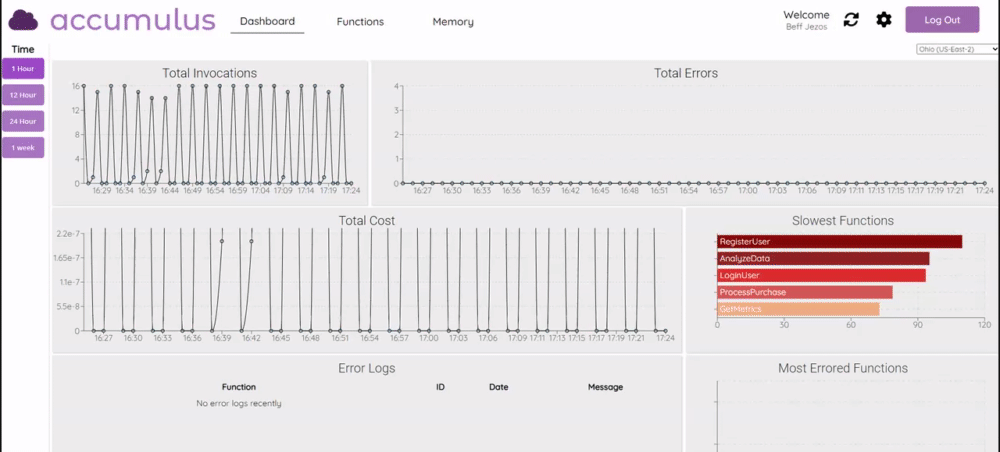 accumulus
Dashboard
Functions
Memory
Welcome
Beff Jezos
Log Out
Time
Ohio (US-East-2)
1 Hour
12 Hour
24 Hour
1 week
Total Invocations
16
12
8
4
0
16:29 16:34 16:39 16:44 16:49 16:54 16:59 17:04 17:09 17:14 17:19 17:24
Total Errors
4
3
2
1
0
16:27 16:30 16:33 16:36 16:39 16:42 16:45 16:48 16:51 16:54 16:57 17:00 17:03 17:06 17:09 17:11 17:13 17:15 17:17 17:19 17:21 17:24
Total Cost
2.2e-7
1.65e-7
1.1e-7
5.5e-8
0
16:27 16:30 16:33 16:36 16:39 16:42 16:45 16:48 16:51 16:54 16:57 17:00 17:03 17:06 17:09 17:11 17:13 17:15 17:17 17:19 17:21 17:24
Slowest Functions
RegisterUser
AnalyzeData
LoginUser
ProcessPurchase
GetMetrics
0 30 60 90 120
Error Logs
Function ID Date Message
No error logs recently
Most Errored Functions